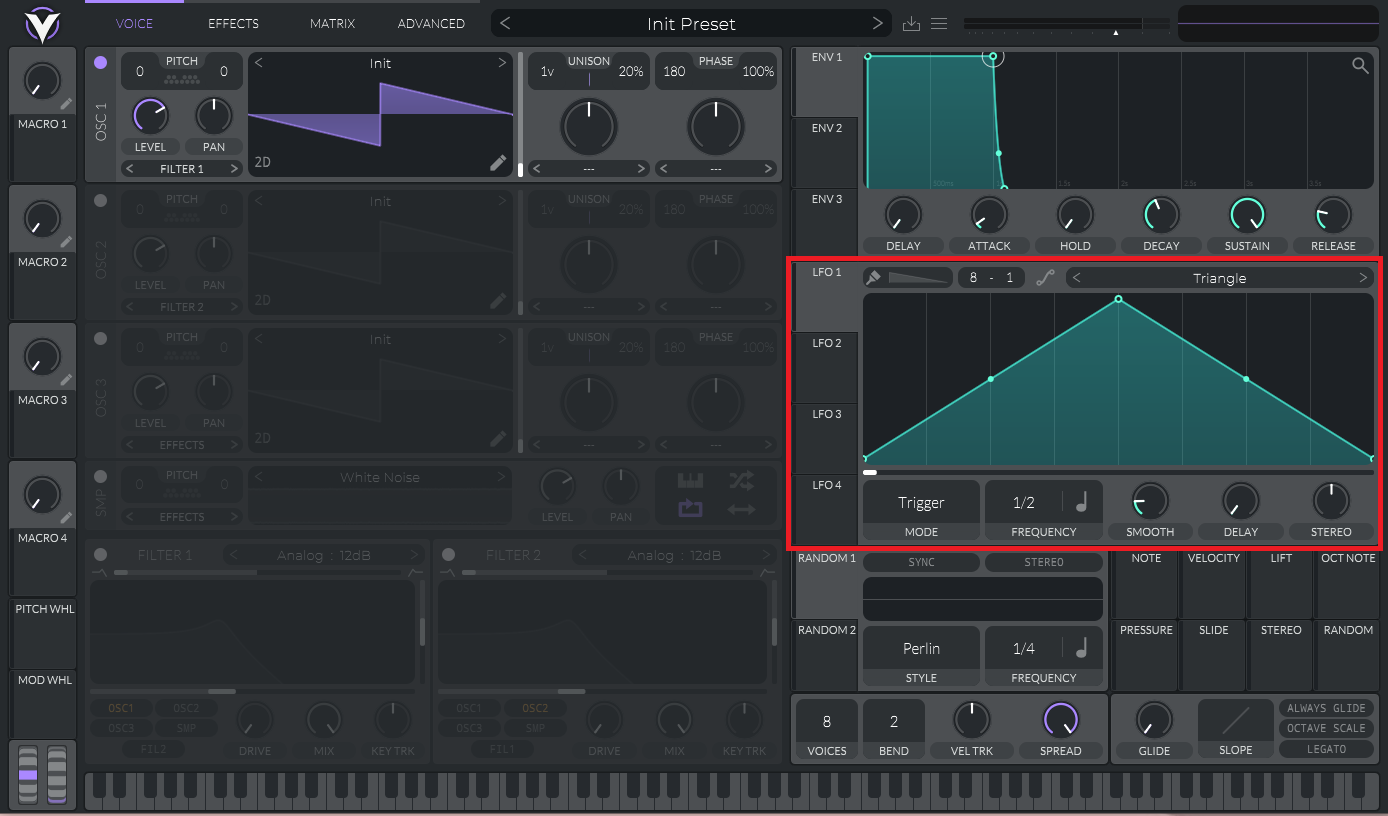 VOICE EFFECTS MATRIX ADVANCED Init Preset
MACRO 1
MACRO 2
MACRO 3
MACRO 4
PITCH WHL
MOD WHL
OSC 1
0 PITCH 0
LEVEL PAN
FILTER 1
Init
2D
1v UNISON 20%
---
180 PHASE 100%
---
OSC 2
0 PITCH 0
LEVEL PAN
FILTER 2
Init
2D
1v UNISON 20%
---
180 PHASE 100%
---
OSC 3
0 PITCH 0
LEVEL PAN
EFFECTS
Init
2D
1v UNISON 20%
---
180 PHASE 100%
---
SMP
0 PITCH 0
EFFECTS
White Noise
LEVEL PAN
FILTER 1 Analog : 12dB
OSC1 OSC2
OSC3 SMP
FIL2
DRIVE MIX KEY TRK
FILTER 2 Analog : 12dB
OSC1 OSC2
OSC3 SMP
FIL1
DRIVE MIX KEY TRK
ENV 1
ENV 2
ENV 3
500ms 1.5s 2s 2.5s 3s 3.5s
DELAY ATTACK HOLD DECAY SUSTAIN RELEASE
LFO 1
LFO 2
LFO 3
LFO 4
8 - 1 Triangle
Trigger 1/2
MODE FREQUENCY SMOOTH DELAY STEREO
RANDOM 1
RANDOM 2
SYNC STEREO
Perlin 1/4
STYLE FREQUENCY
NOTE VELOCITY LIFT OCT NOTE
PRESSURE SLIDE STEREO RANDOM
8 2
VOICES BEND VEL TRK SPREAD
GLIDE SLOPE
ALWAYS GLIDE
OCTAVE SCALE
LEGATO